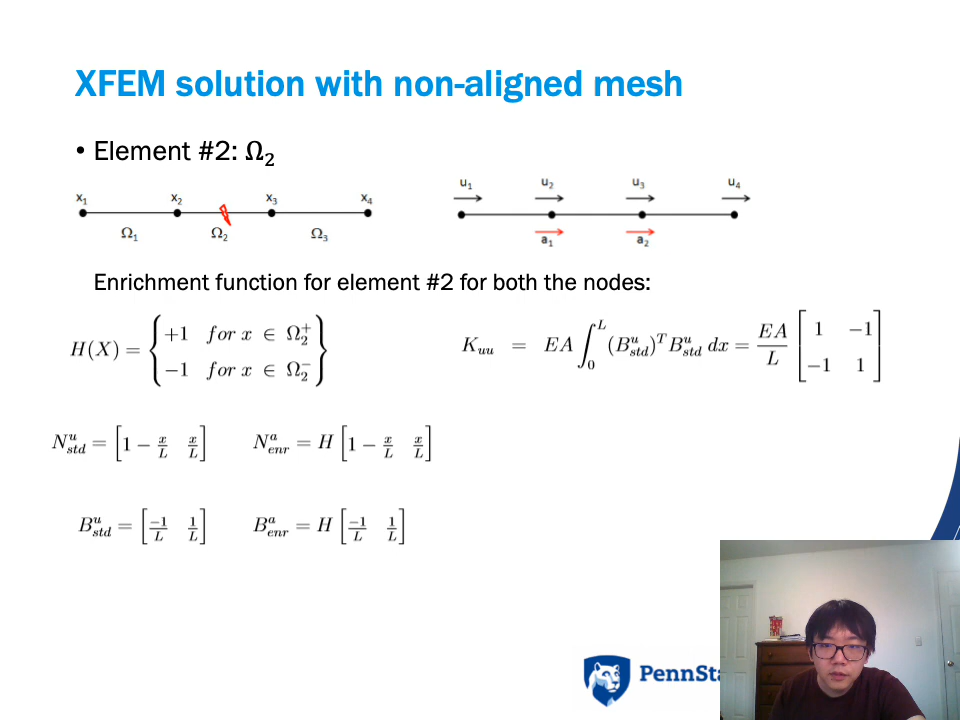 XFEM solution with non-aligned mesh
• Element #2: Ω₂
x₁ x₂ x₃ x₄
Ω₁ Ω₂ Ω₃
u₁ u₂ u₃ u₄
a₁ a₂
Enrichment function for element #2 for both the nodes:
H(X) = { +1 for x ∈ Ω₂⁺
−1 for x ∈ Ω₂⁻ }
K_uu = EA ∫₀^L (B^u_std)^T B^u_std dx = EA/L [1 −1
−1 1]
N^u_std = [1 − x/L x/L] N^a_enr = H [1 − x/L x/L]
B^u_std = [−1/L 1/L] B^a_enr = H [−1/L 1/L]